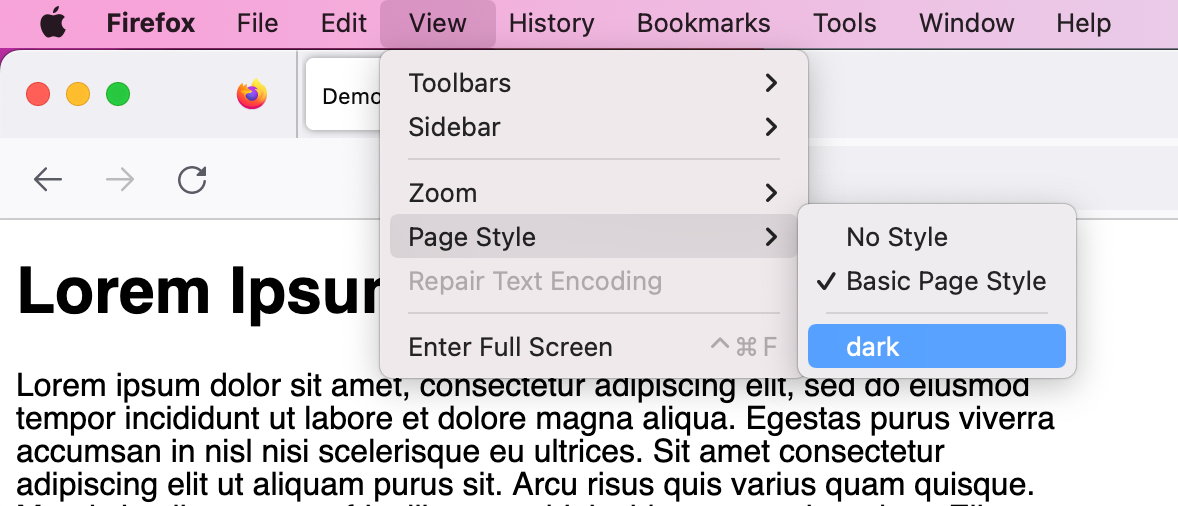 Firefox File Edit View History Bookmarks Tools Window Help
Demo
Toolbars
Sidebar
Zoom
Page Style
Repair Text Encoding
Enter Full Screen ^⌘F
No Style
✓ Basic Page Style
dark
Lorem Ipsum
Lorem ipsum dolor sit amet, consectetur adipiscing elit, sed do eiusmod
tempor incididunt ut labore et dolore magna aliqua. Egestas purus viverra
accumsan in nisl nisi scelerisque eu ultrices. Sit amet consectetur
adipiscing elit ut aliquam purus sit. Arcu risus quis varius quam quisque.